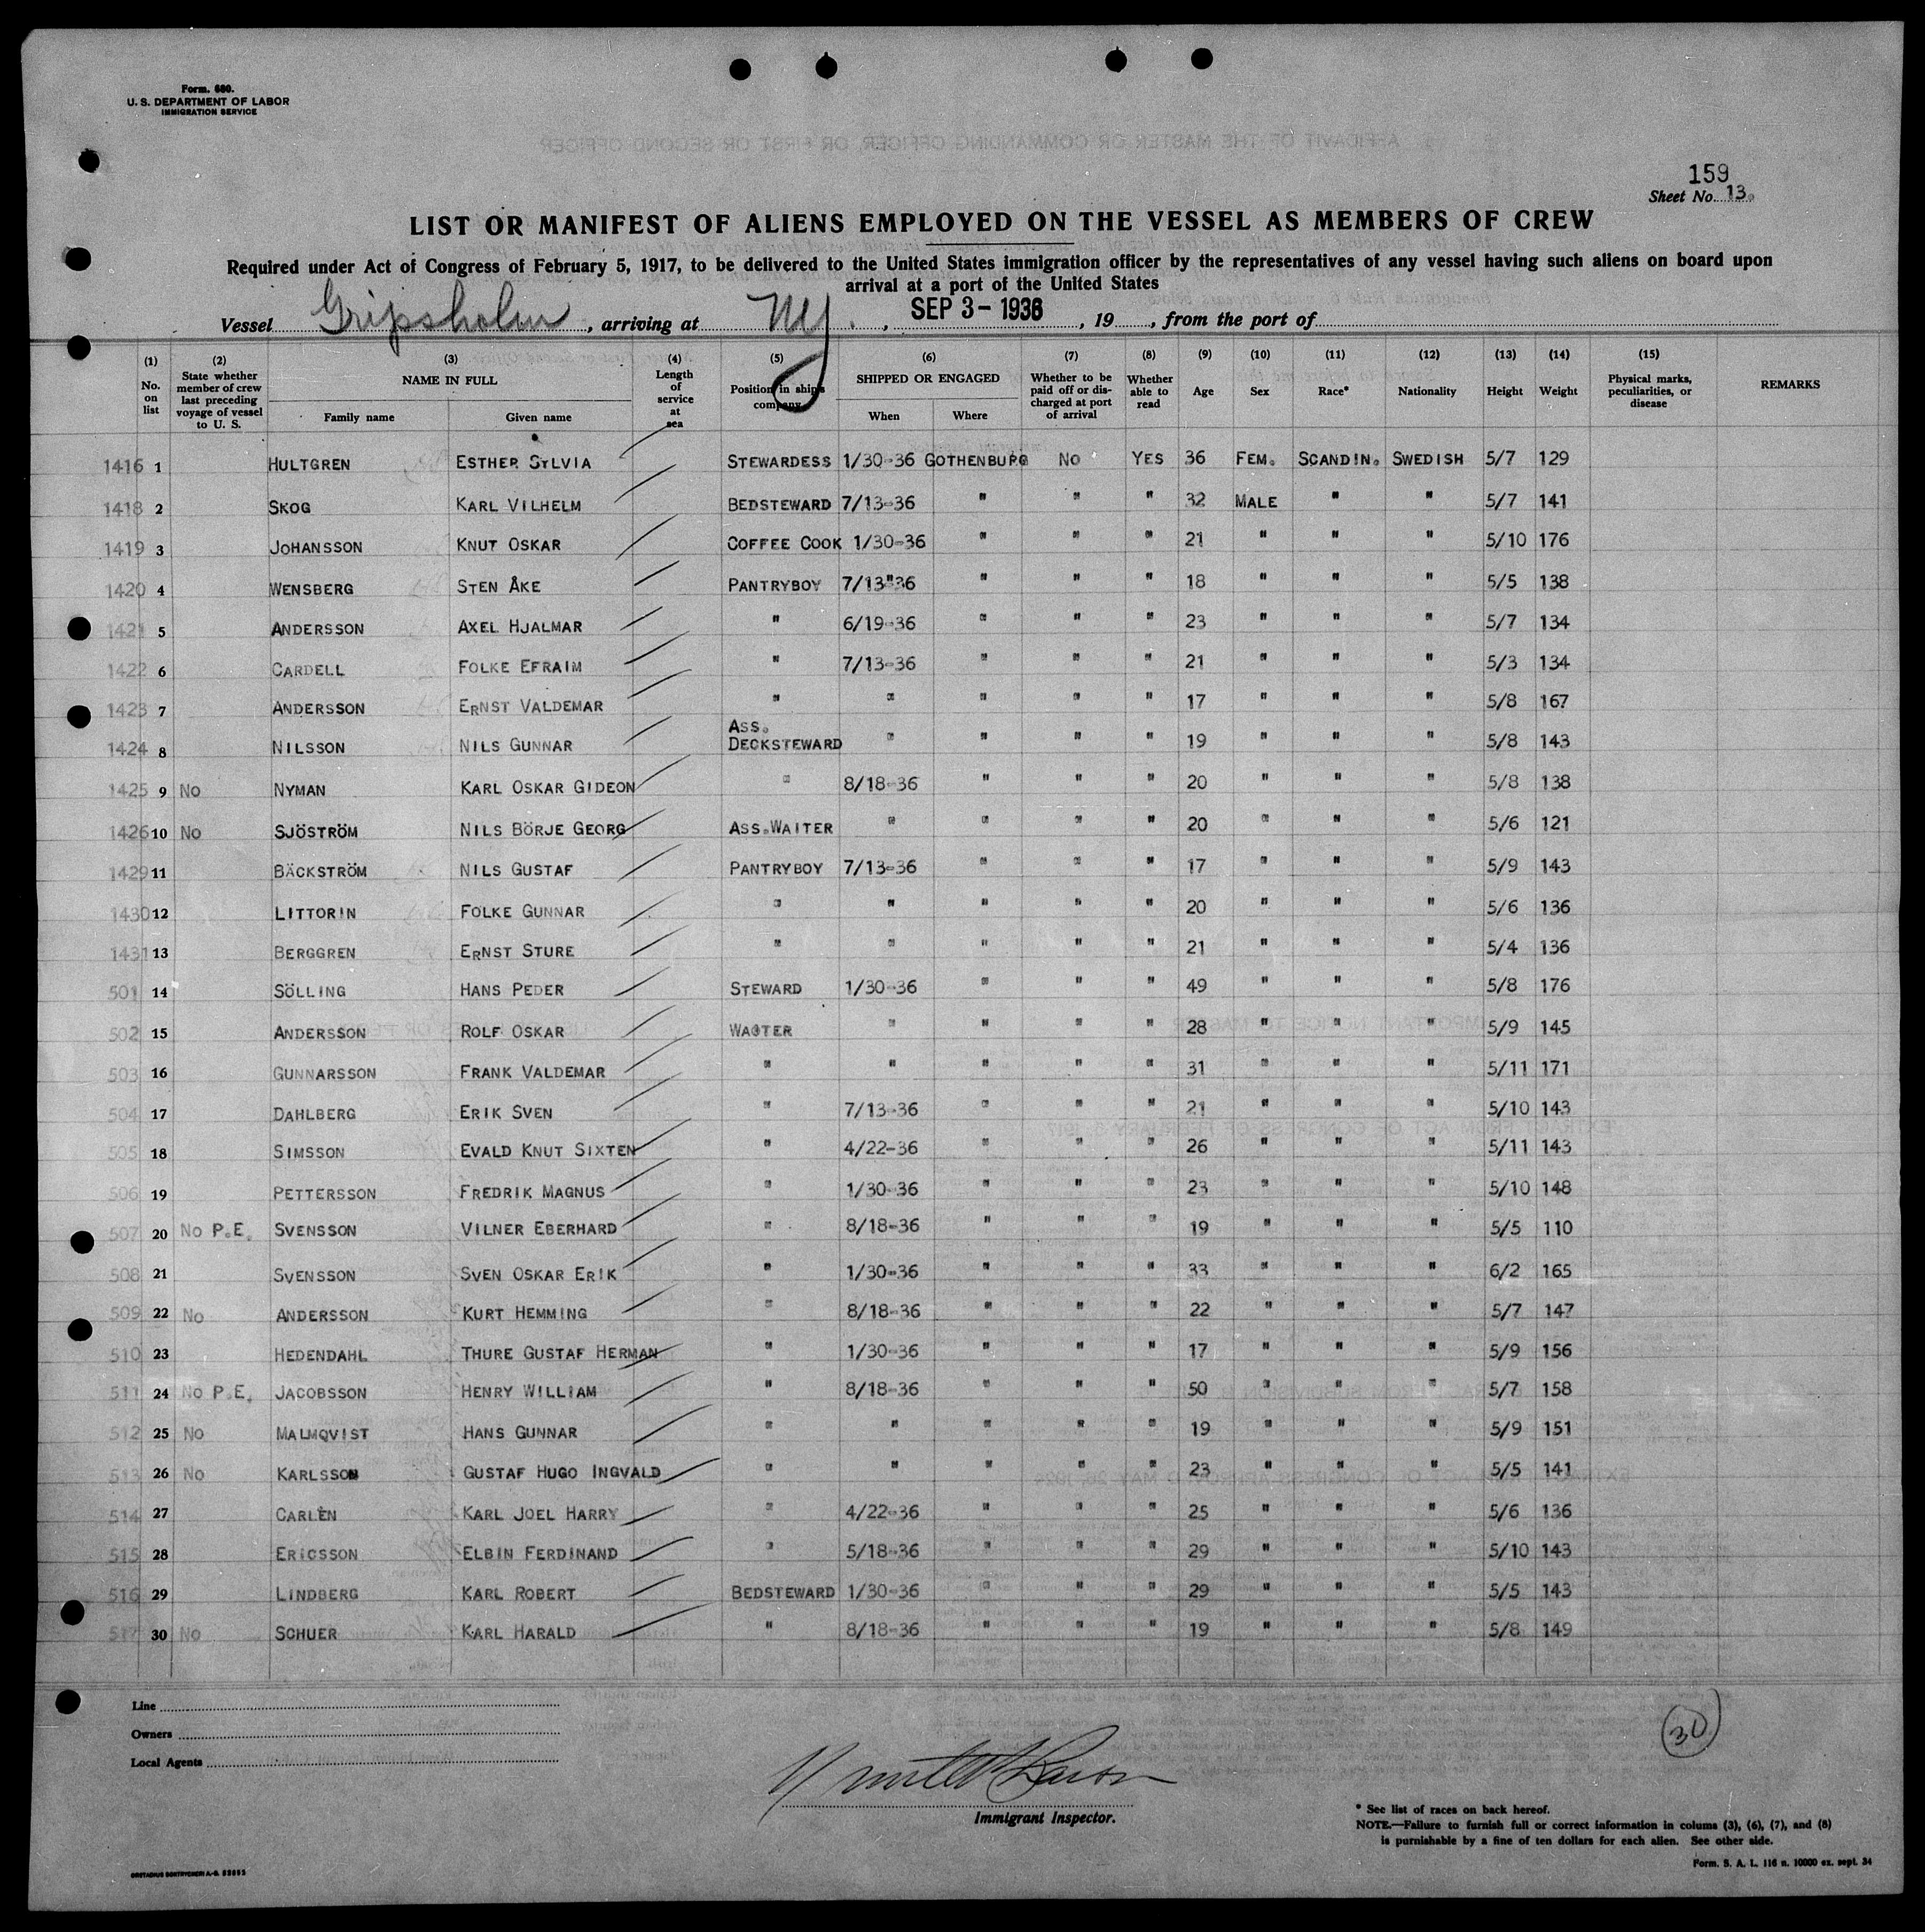 Form. 680.
U. S. DEPARTMENT OF LABOR
IMMIGRATION SERVICE
159
Sheet No. 13.
LIST OR MANIFEST OF ALIENS EMPLOYED ON THE VESSEL AS MEMBERS OF CREW
Required under Act of Congress of February 5, 1917, to be delivered to the United States immigration officer by the representatives of any vessel having such aliens on board upon
arrival at a port of the United States
Vessel Gripsholm, arriving at NY., SEP 3 - 1936, 19, from the port of
(1) No. on list (2) State whether member of crew last preceding voyage of vessel to U. S. (3) NAME IN FULL Family name Given name (4) Length of service at sea (5) Position in ship's company (6) SHIPPED OR ENGAGED When Where (7) Whether to be paid off or discharged at port of arrival (8) Whether able to read (9) Age (10) Sex (11) Race* (12) Nationality (13) Height (14) Weight (15) Physical marks, peculiarities, or disease REMARKS
1416 1 HULTGREN ESTHER SYLVIA STEWARDESS 1/30-36 GOTHENBURG NO YES 36 FEM. SCANDIN. SWEDISH 5/7 129
1418 2 SKOG KARL VILHELM BEDSTEWARD 7/13-36 " " " 32 MALE " " 5/7 141
1419 3 JOHANSSON KNUT OSKAR COFFEE COOK 1/30-36 " " " 21 " " " 5/10 176
1420 4 WENSBERG STEN ÅKE PANTRYBOY 7/13"36 " " " 18 " " " 5/5 138
1421 5 ANDERSSON AXEL HJALMAR " 6/19-36 " " " 23 " " " 5/7 134
1422 6 CARDELL FOLKE EFRAIM " 7/13-36 " " " 21 " " " 5/3 134
1423 7 ANDERSSON ERNST VALDEMAR " " " " " 17 " " " 5/8 167
1424 8 NILSSON NILS GUNNAR ASS. DECKSTEWARD " " " " 19 " " " 5/8 143
1425 9 NO NYMAN KARL OSKAR GIDEON " 8/18-36 " " " 20 " " " 5/8 138
1426 10 NO SJÖSTRÖM NILS BÖRJE GEORG ASS.WAITER " " " " 20 " " " 5/6 121
1429 11 BÄCKSTRÖM NILS GUSTAF PANTRYBOY 7/13-36 " " " 17 " " " 5/9 143
1430 12 LITTORIN FOLKE GUNNAR " " " " " 20 " " " 5/6 136
1431 13 BERGGREN ERNST STURE " " " " " 21 " " " 5/4 136
501 14 SÖLLING HANS PEDER STEWARD 1/30-36 " " " 49 " " " 5/8 176
502 15 ANDERSSON ROLF OSKAR WAITER " " " " 28 " " " 5/9 145
503 16 GUNNARSSON FRANK VALDEMAR " " " " " 31 " " " 5/11 171
504 17 DAHLBERG ERIK SVEN " 7/13-36 " " " 21 " " " 5/10 143
505 18 SIMSSON EVALD KNUT SIXTEN " 4/22-36 " " " 26 " " " 5/11 143
506 19 PETTERSSON FREDRIK MAGNUS " 1/30-36 " " " 23 " " " 5/10 148
507 20 NO P.E. SVENSSON VILNER EBERHARD " 8/18-36 " " " 19 " " " 5/5 110
508 21 SVENSSON SVEN OSKAR ERIK " 1/30-36 " " " 33 " " " 6/2 165
509 22 NO ANDERSSON KURT HEMMING " 8/18-36 " " " 22 " " " 5/7 147
510 23 HEDENDAHL THURE GUSTAF HERMAN " 1/30-36 " " " 17 " " " 5/9 156
511 24 NO P.E. JACOBSSON HENRY WILLIAM " 8/18-36 " " " 50 " " " 5/7 158
512 25 NO MALMQVIST HANS GUNNAR " " " " " 19 " " " 5/9 151
513 26 NO KARLSSON GUSTAF HUGO INGVALD " " " " " 23 " " " 5/5 141
514 27 CARLÈN KARL JOEL HARRY " 4/22-36 " " " 25 " " " 5/6 136
515 28 ERICSSON ELBIN FERDINAND " 5/18-36 " " " 29 " " " 5/10 143
516 29 LINDBERG KARL ROBERT BEDSTEWARD 1/30-36 " " " 29 " " " 5/5 143
517 30 NO SCHUER KARL HARALD " 8/18-36 " " " 19 " " " 5/8 149
Line
Owners
Local Agents
30
Immigrant Inspector.
* See list of races on back hereof.
NOTE.—Failure to furnish full or correct information in colums (3), (6), (7), and (8)
is punishable by a fine of ten dollars for each alien. See other side.
Form. S. A. L. 116 n. 10000 ex. sept. 34